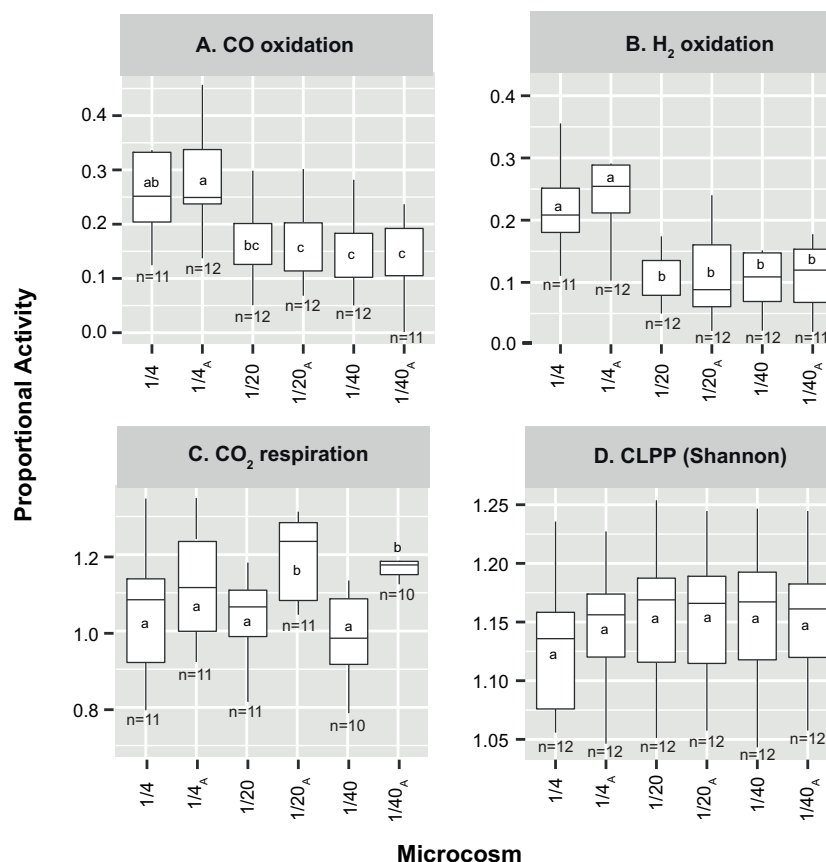 A. CO oxidation
B. H₂ oxidation
Proportional Activity
0.4
0.3
0.2
0.1
0.0
ab
a
bc
c
c
c
n=11
n=12
n=12
n=12
n=12
n=11
1/4
1/4A
1/20
1/20A
1/40
1/40A
0.4
0.3
0.2
0.1
0.0
a
a
b
b
b
b
n=11
n=12
n=12
n=12
n=12
n=11
1/4
1/4A
1/20
1/20A
1/40
1/40A
C. CO₂ respiration
D. CLPP (Shannon)
1.2
1.0
0.8
a
a
a
b
a
b
n=11
n=11
n=11
n=11
n=10
n=10
1/4
1/4A
1/20
1/20A
1/40
1/40A
1.25
1.20
1.15
1.10
1.05
a
a
a
a
a
a
n=12
n=12
n=12
n=12
n=12
n=12
1/4
1/4A
1/20
1/20A
1/40
1/40A
Microcosm